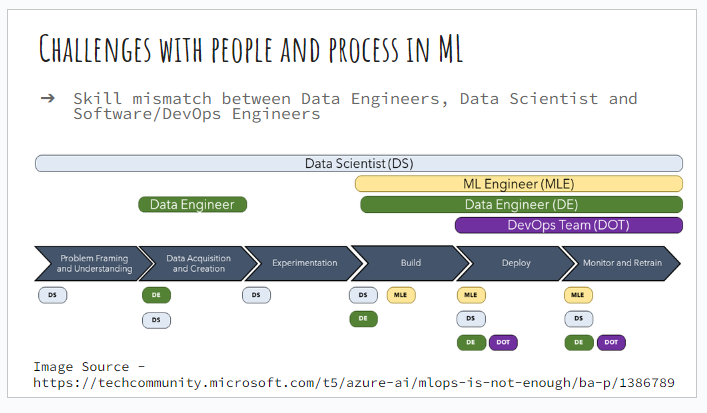 CHALLENGES WITH PEOPLE AND PROCESS IN ML
➔ Skill mismatch between Data Engineers, Data Scientist and
Software/DevOps Engineers
Data Scientist (DS)
ML Engineer (MLE)
Data Engineer
Data Engineer (DE)
DevOps Team (DOT)
Problem Framing
and Understanding
Data Acquisition
and Creation
Experimentation
Build
Deploy
Monitor and Retrain
DS
DE
DS
DS
DS
MLE
DE
MLE
DS
DE
DOT
MLE
DS
DE
DOT
Image Source -
https://techcommunity.microsoft.com/t5/azure-ai/mlops-is-not-enough/ba-p/1386789